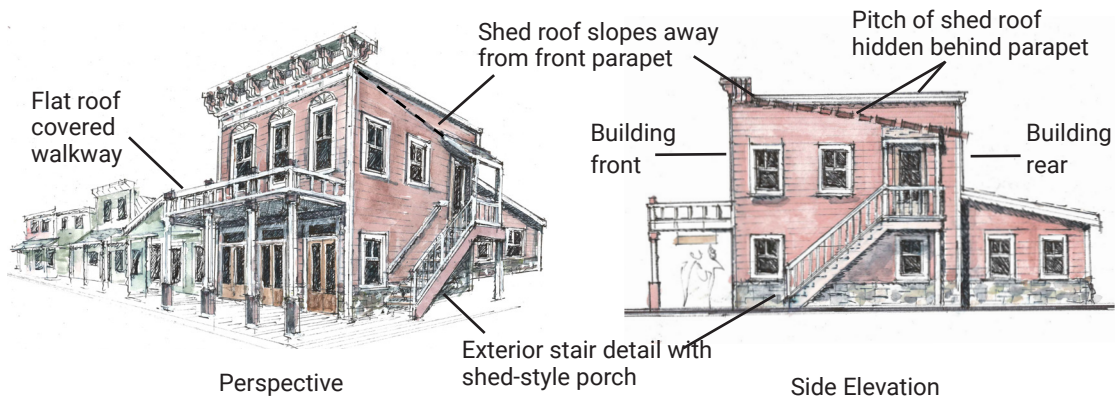 Shed roof slopes away
from front parapet
Pitch of shed roof
hidden behind parapet
Flat roof
covered
walkway
Building
front
Building
rear
Exterior stair detail with
shed-style porch
Perspective
Side Elevation